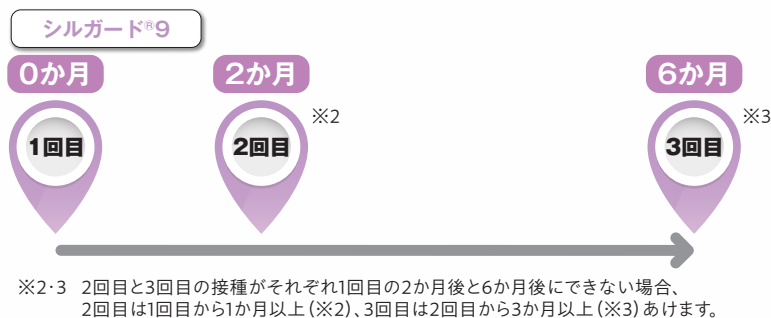 シルガード®9
0か月 2か月 6か月
1回目 2回目 ※2 3回目 ※3
※2・3 2回目と3回目の接種がそれぞれ1回目の2か月後と6か月後にできない場合、
2回目は1回目から1か月以上(※2)、3回目は2回目から3か月以上(※3)あけます。